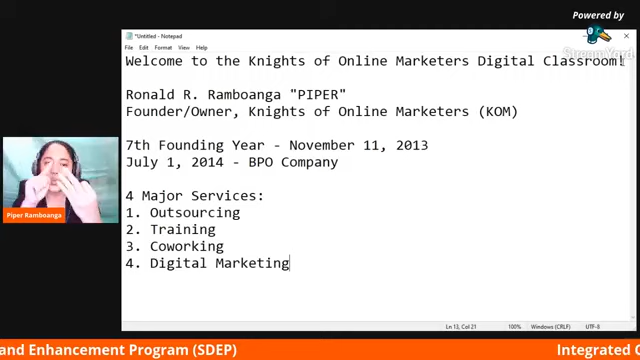 Powered by
StreamYard
*Untitled - Notepad
File Edit Format View Help
Welcome to the Knights of Online Marketers Digital Classroom!
Ronald R. Ramboanga "PIPER"
Founder/Owner, Knights of Online Marketers (KOM)
7th Founding Year - November 11, 2013
July 1, 2014 - BPO Company
4 Major Services:
1. Outsourcing
2. Training
3. Coworking
4. Digital Marketing
Piper Ramboanga
Ln 13, Col 21 100% Windows (CRLF) UTF-8
and Enhancement Program (SDEP) Integrated